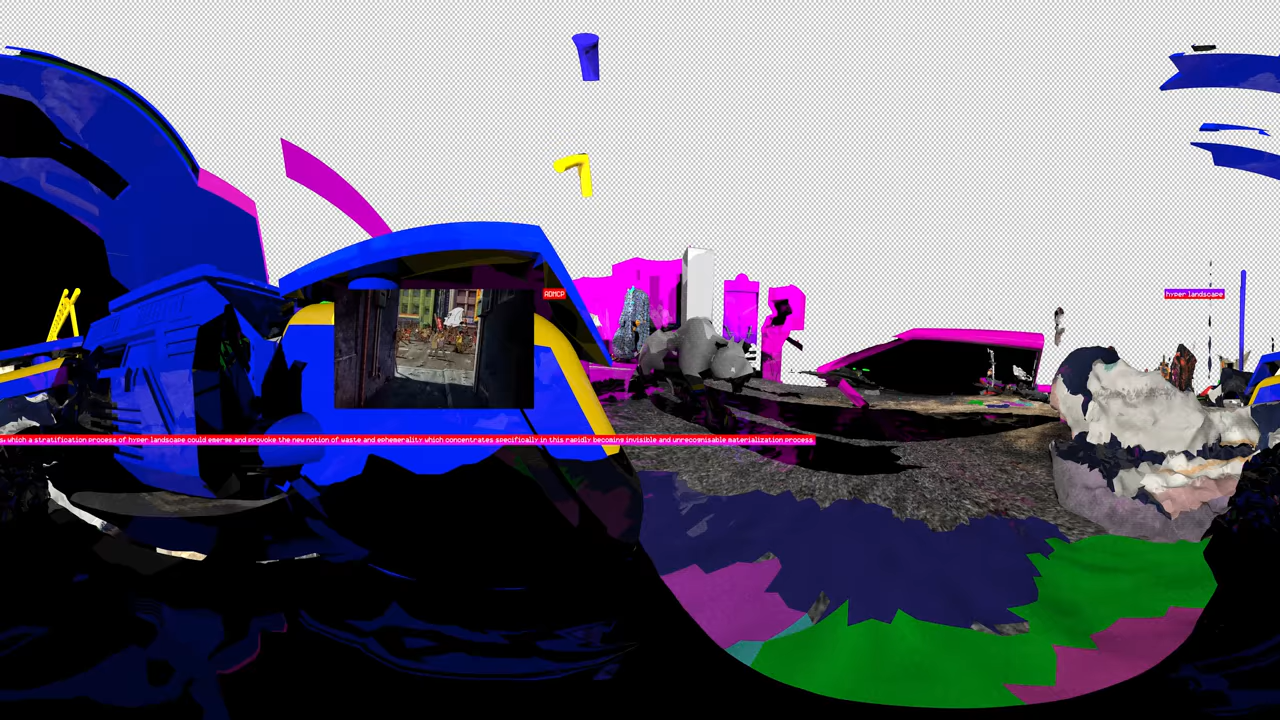 ADMCP
hyper landscape
which a stratification process of hyper landscape could emerge and provoke the new notion of waste and ephemerality which concentrates specifically in this rapidly becoming invisible and unrecognisable materialization process